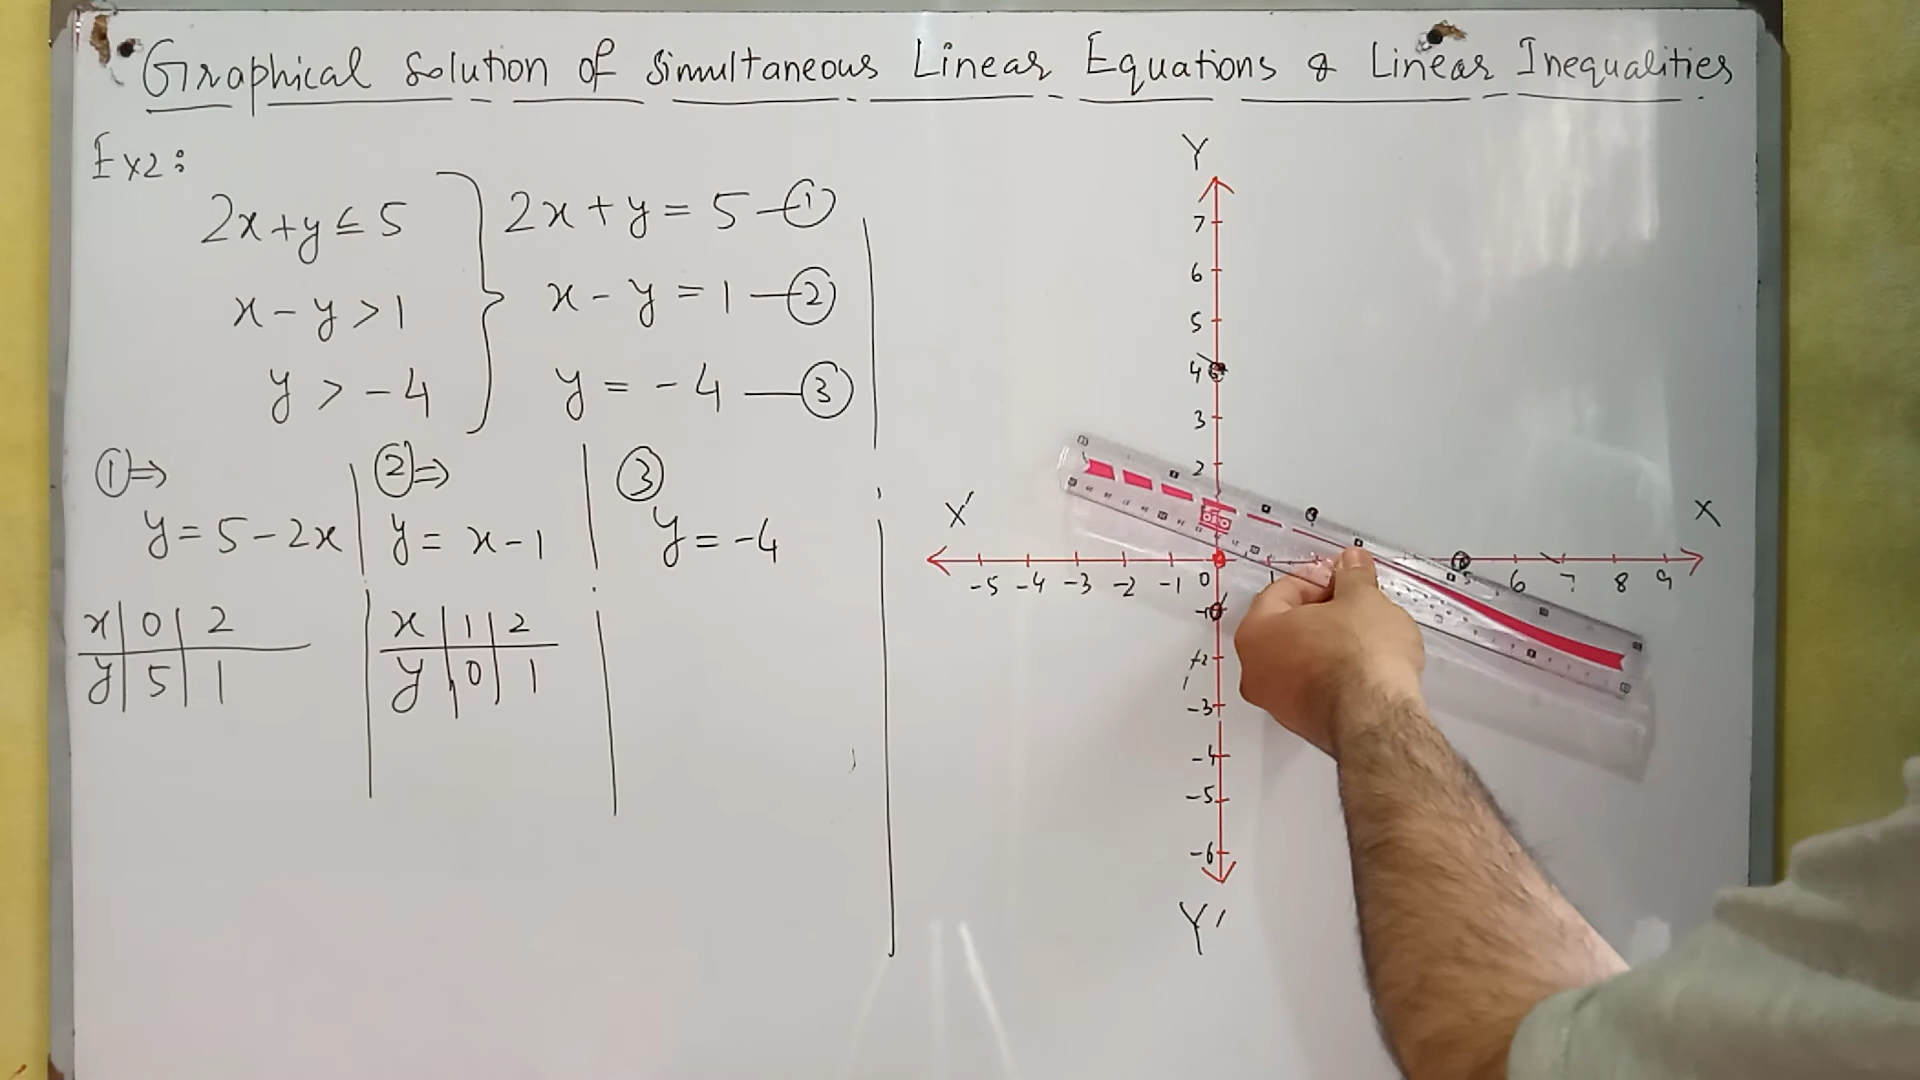 Graphical Solution of Simultaneous Linear Equations & Linear Inequalities
Ex2:
2x+y ≤ 5
x - y > 1
y > -4
2x + y = 5 — ①
x - y = 1 — ②
y = -4 — ③
① ⇒
y = 5 - 2x
x | 0 | 2
y | 5 | 1
② ⇒
y = x - 1
x | 1 | 2
y | 0 | 1
③
y = -4
Y
7
6
5
4
3
2
X' X
-5 -4 -3 -2 -1 0 5 6 7 8 9
-2
-3
-4
-5
-6
Y'